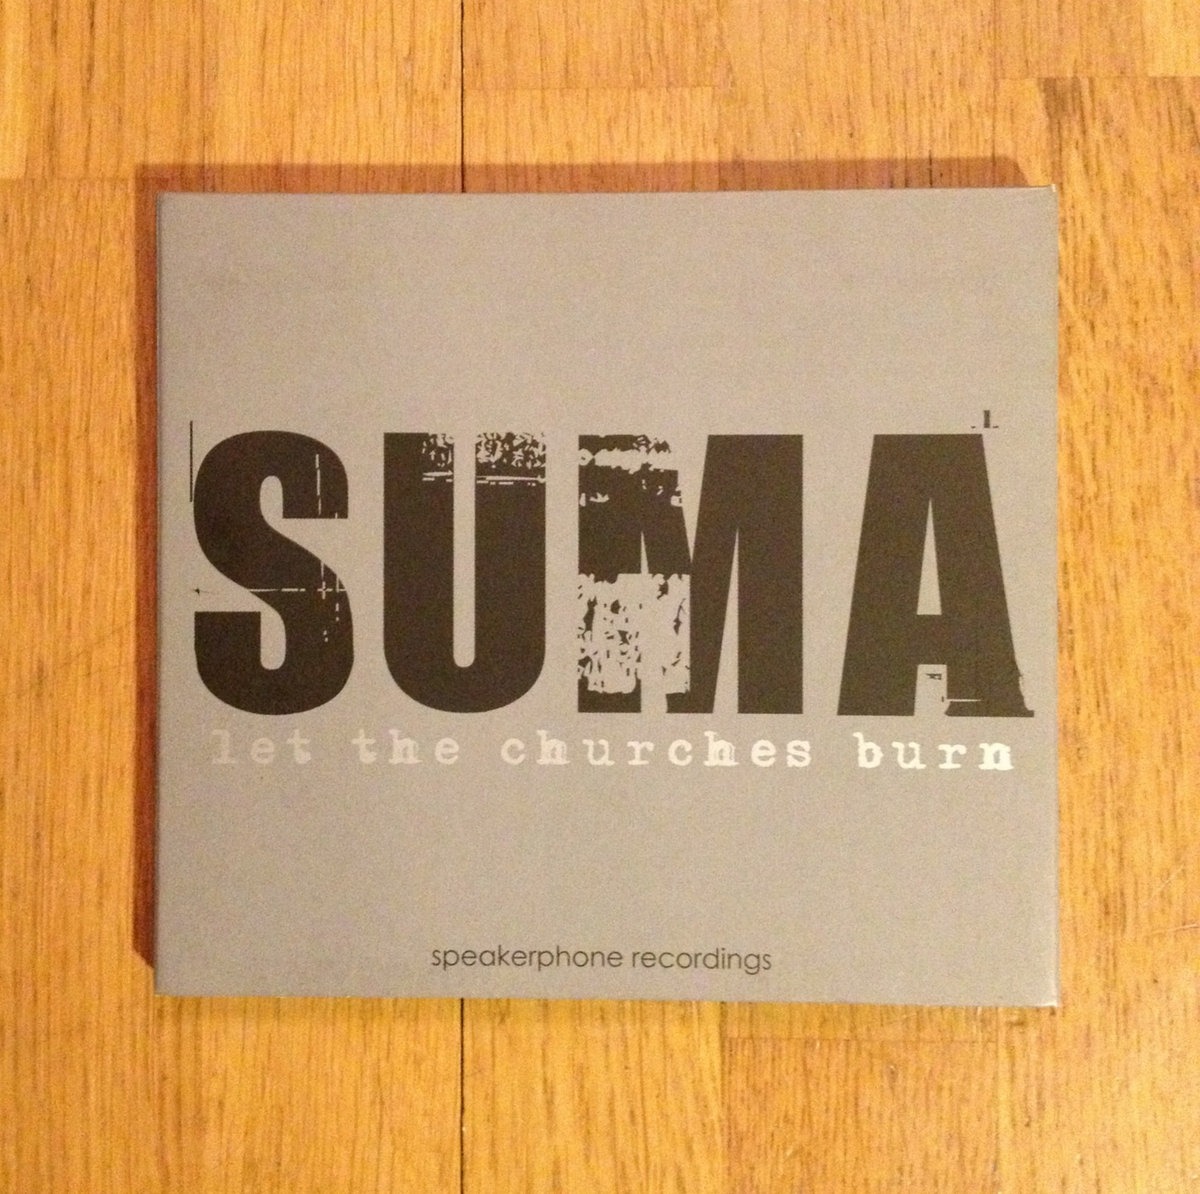 SUMA
let the churches burn
speakerphone recordings